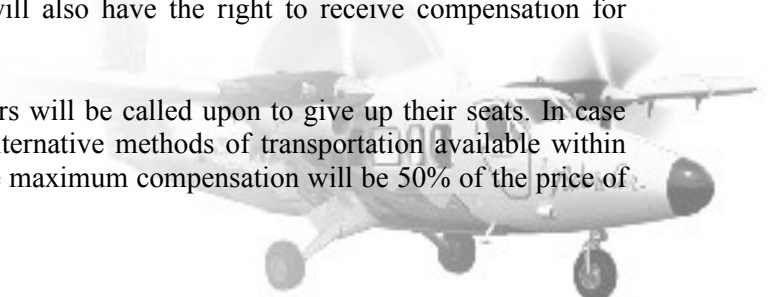 will also have the right to receive compensation for
rs will be called upon to give up their seats. In case
lternative methods of transportation available within
e maximum compensation will be 50% of the price of